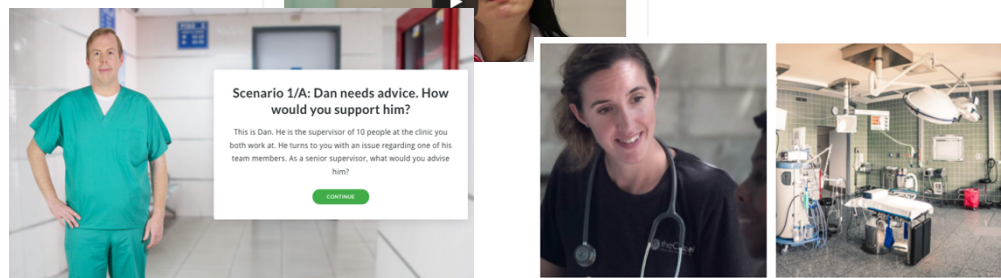 Scenario 1/A: Dan needs advice. How
would you support him?
This is Dan. He is the supervisor of 10 people at the clinic you
both work at. He turns to you with an issue regarding one of his
team members. As a senior supervisor, what would you advise
him?
CONTINUE